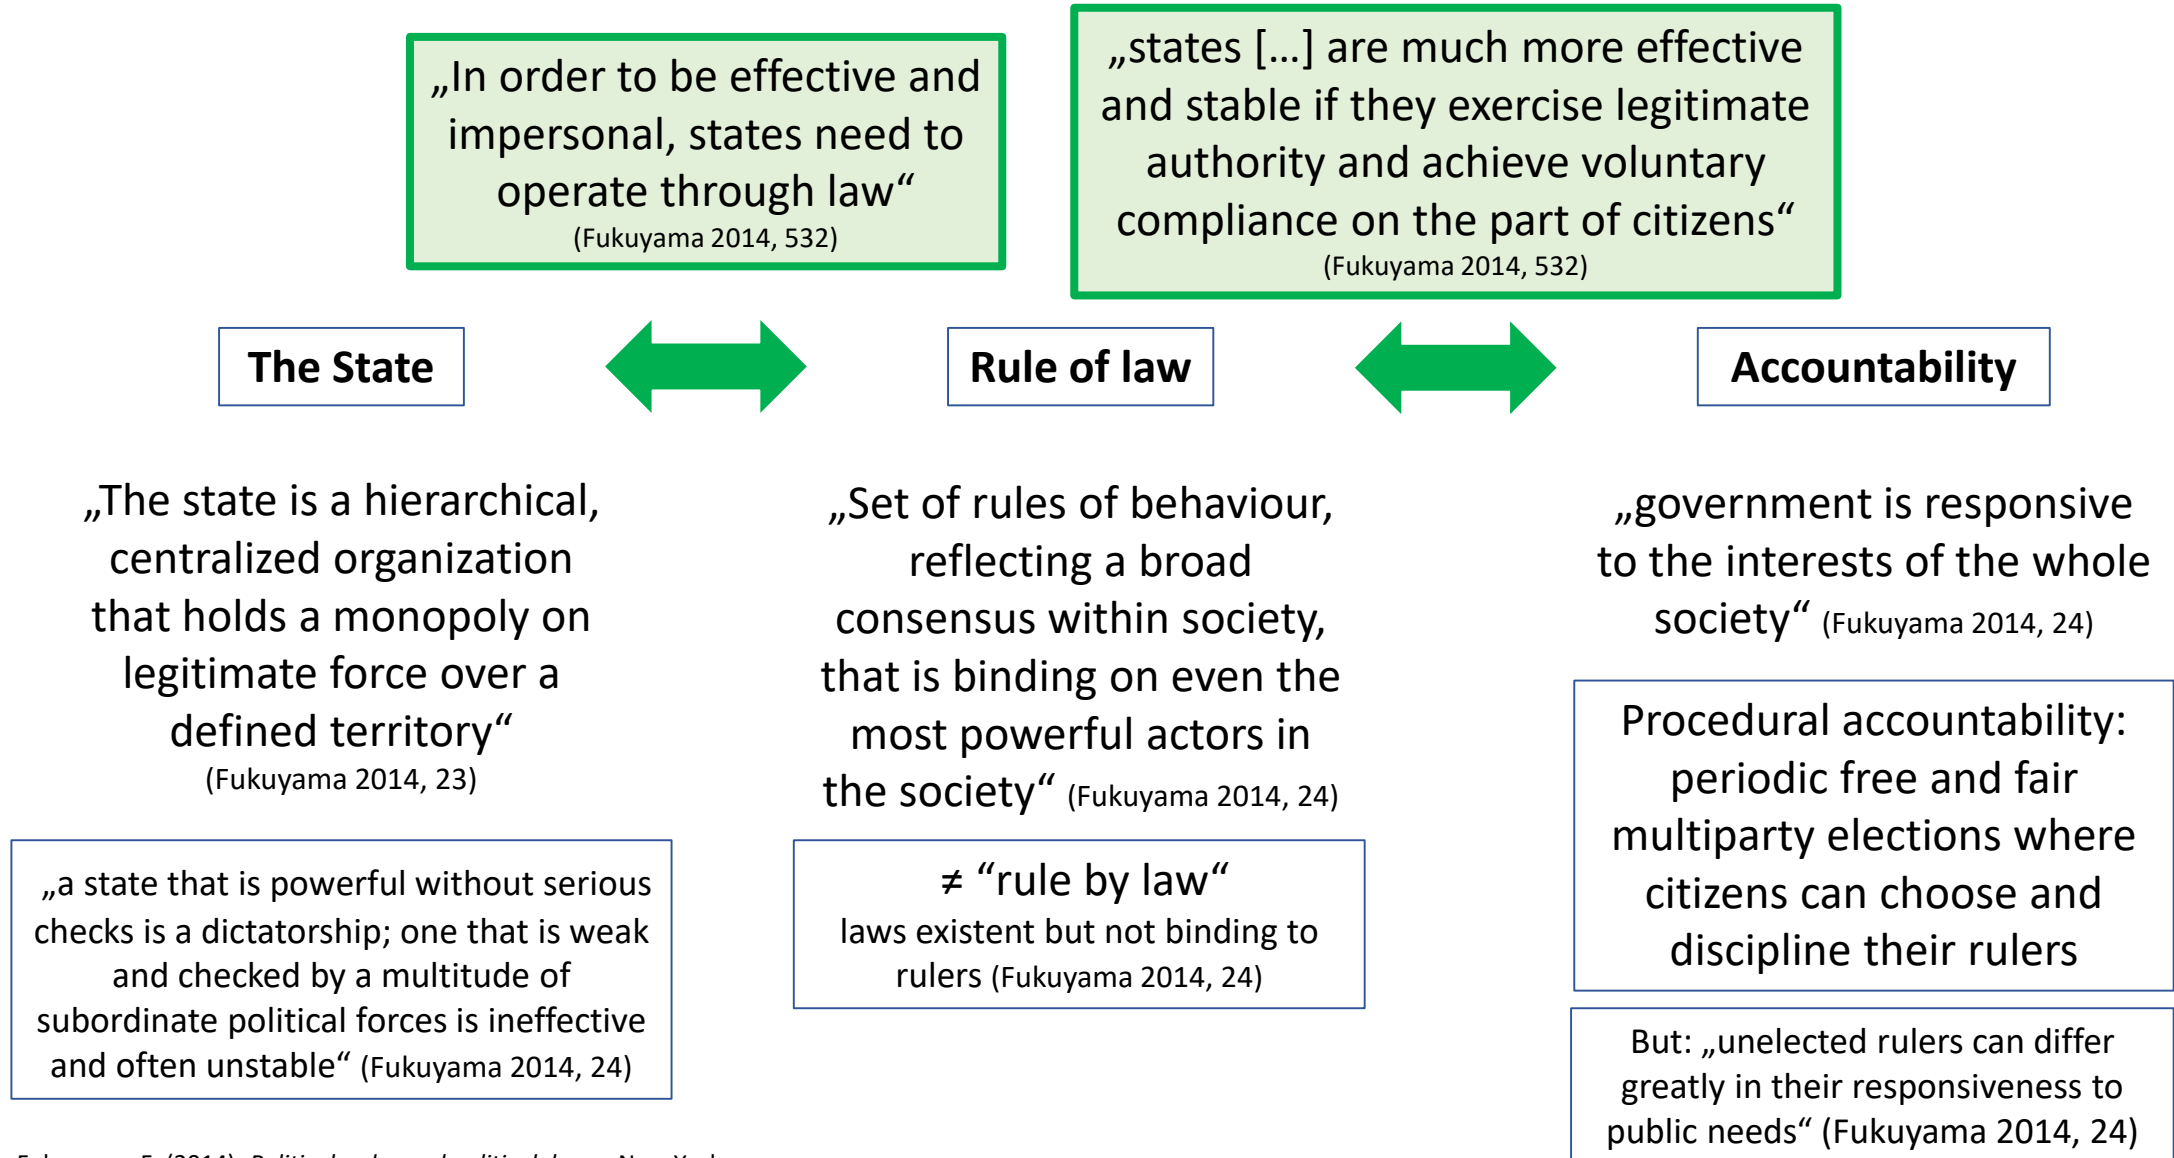 „In order to be effective and
impersonal, states need to
operate through law“
(Fukuyama 2014, 532)
„states [...] are much more effective
and stable if they exercise legitimate
authority and achieve voluntary
compliance on the part of citizens“
(Fukuyama 2014, 532)
The State
Rule of law
Accountability
„The state is a hierarchical,
centralized organization
that holds a monopoly on
legitimate force over a
defined territory“
(Fukuyama 2014, 23)
„a state that is powerful without serious
checks is a dictatorship; one that is weak
and checked by a multitude of
subordinate political forces is ineffective
and often unstable“ (Fukuyama 2014, 24)
„Set of rules of behaviour,
reflecting a broad
consensus within society,
that is binding on even the
most powerful actors in
the society“ (Fukuyama 2014, 24)
≠ “rule by law“
laws existent but not binding to
rulers (Fukuyama 2014, 24)
„government is responsive
to the interests of the whole
society“ (Fukuyama 2014, 24)
Procedural accountability:
periodic free and fair
multiparty elections where
citizens can choose and
discipline their rulers
But: „unelected rulers can differ
greatly in their responsiveness to
public needs“ (Fukuyama 2014, 24)